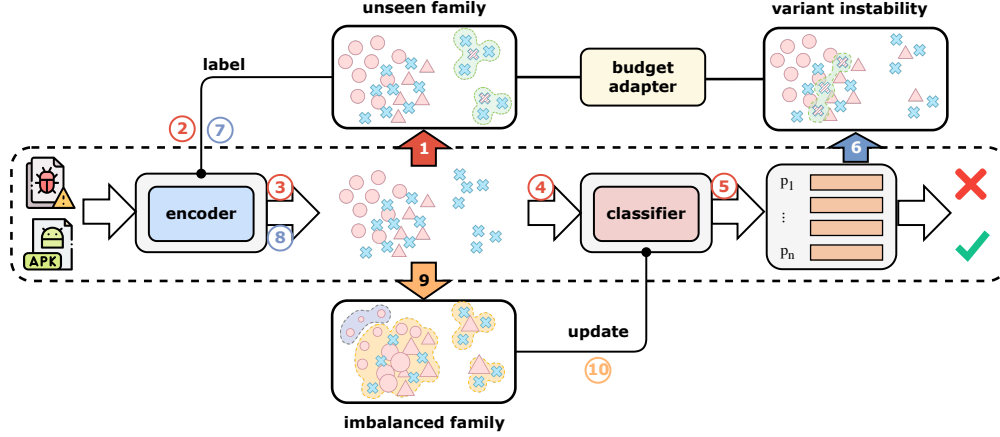 unseen family
variant instability
label
budget
adapter
2
7
1
6
3
8
4
5
encoder
classifier
p1
⋮
pn
APK
9
update
10
imbalanced family